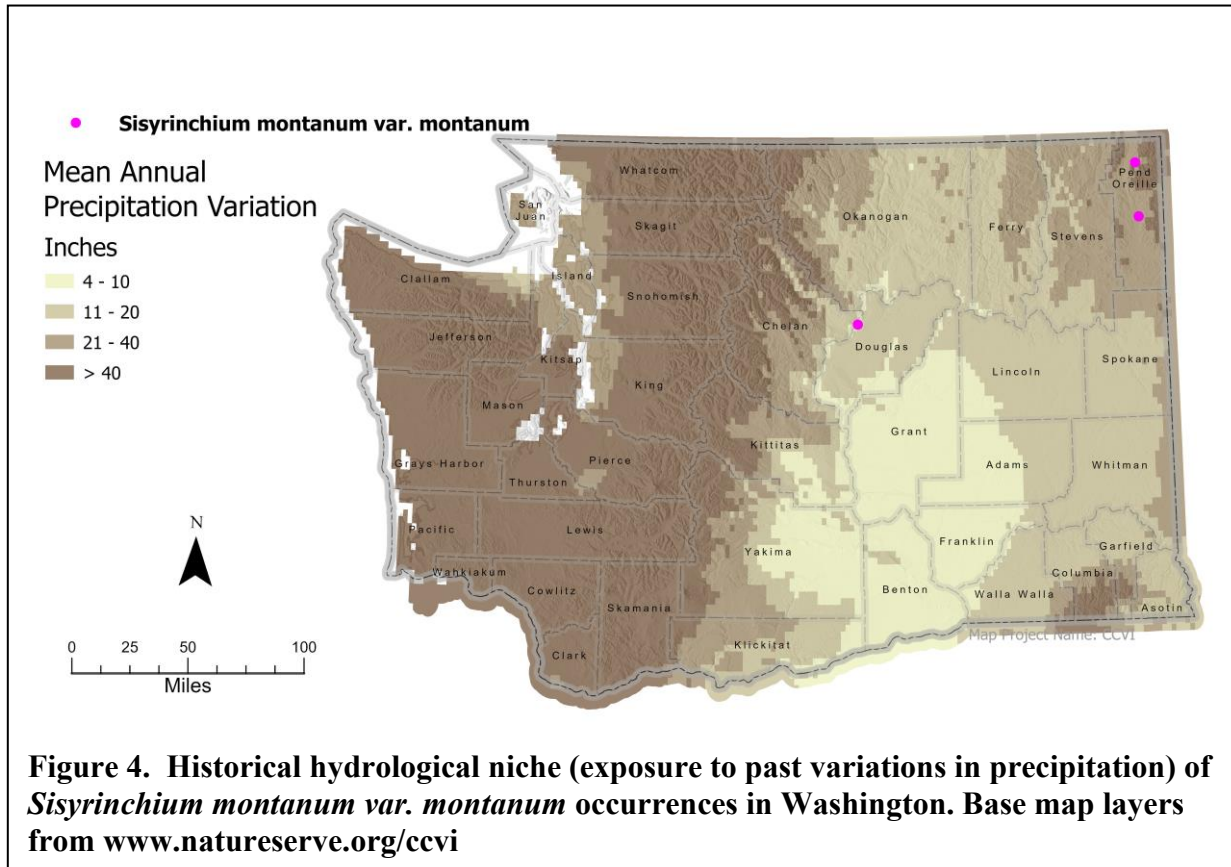 Sisyrinchium montanum var. montanum
Mean Annual
Precipitation Variation
Inches
4 - 10
11 - 20
21 - 40
> 40
Whatcom
San
Juan
Skagit
Okanogan
Ferry
Stevens
Pend
Oreille
Clallam
Island
Snohomish
Chelan
Douglas
Jefferson
Kitsap
King
Lincoln
Spokane
Mason
Grant
Kittitas
Grays Harbor
Pierce
Adams
Whitman
Thurston
Pacific
Lewis
Yakima
Franklin
Garfield
Wahkiakum
Columbia
Cowlitz
Skamania
Benton
Walla Walla
Asotin
Klickitat
Map Project Name: CCVI
Clark
N
0 50 100
Miles
Figure 4. Historical hydrological niche (exposure to past variations in precipitation) of
Sisyrinchium montanum var. montanum occurrences in Washington. Base map layers
from www.natureserve.org/ccvi